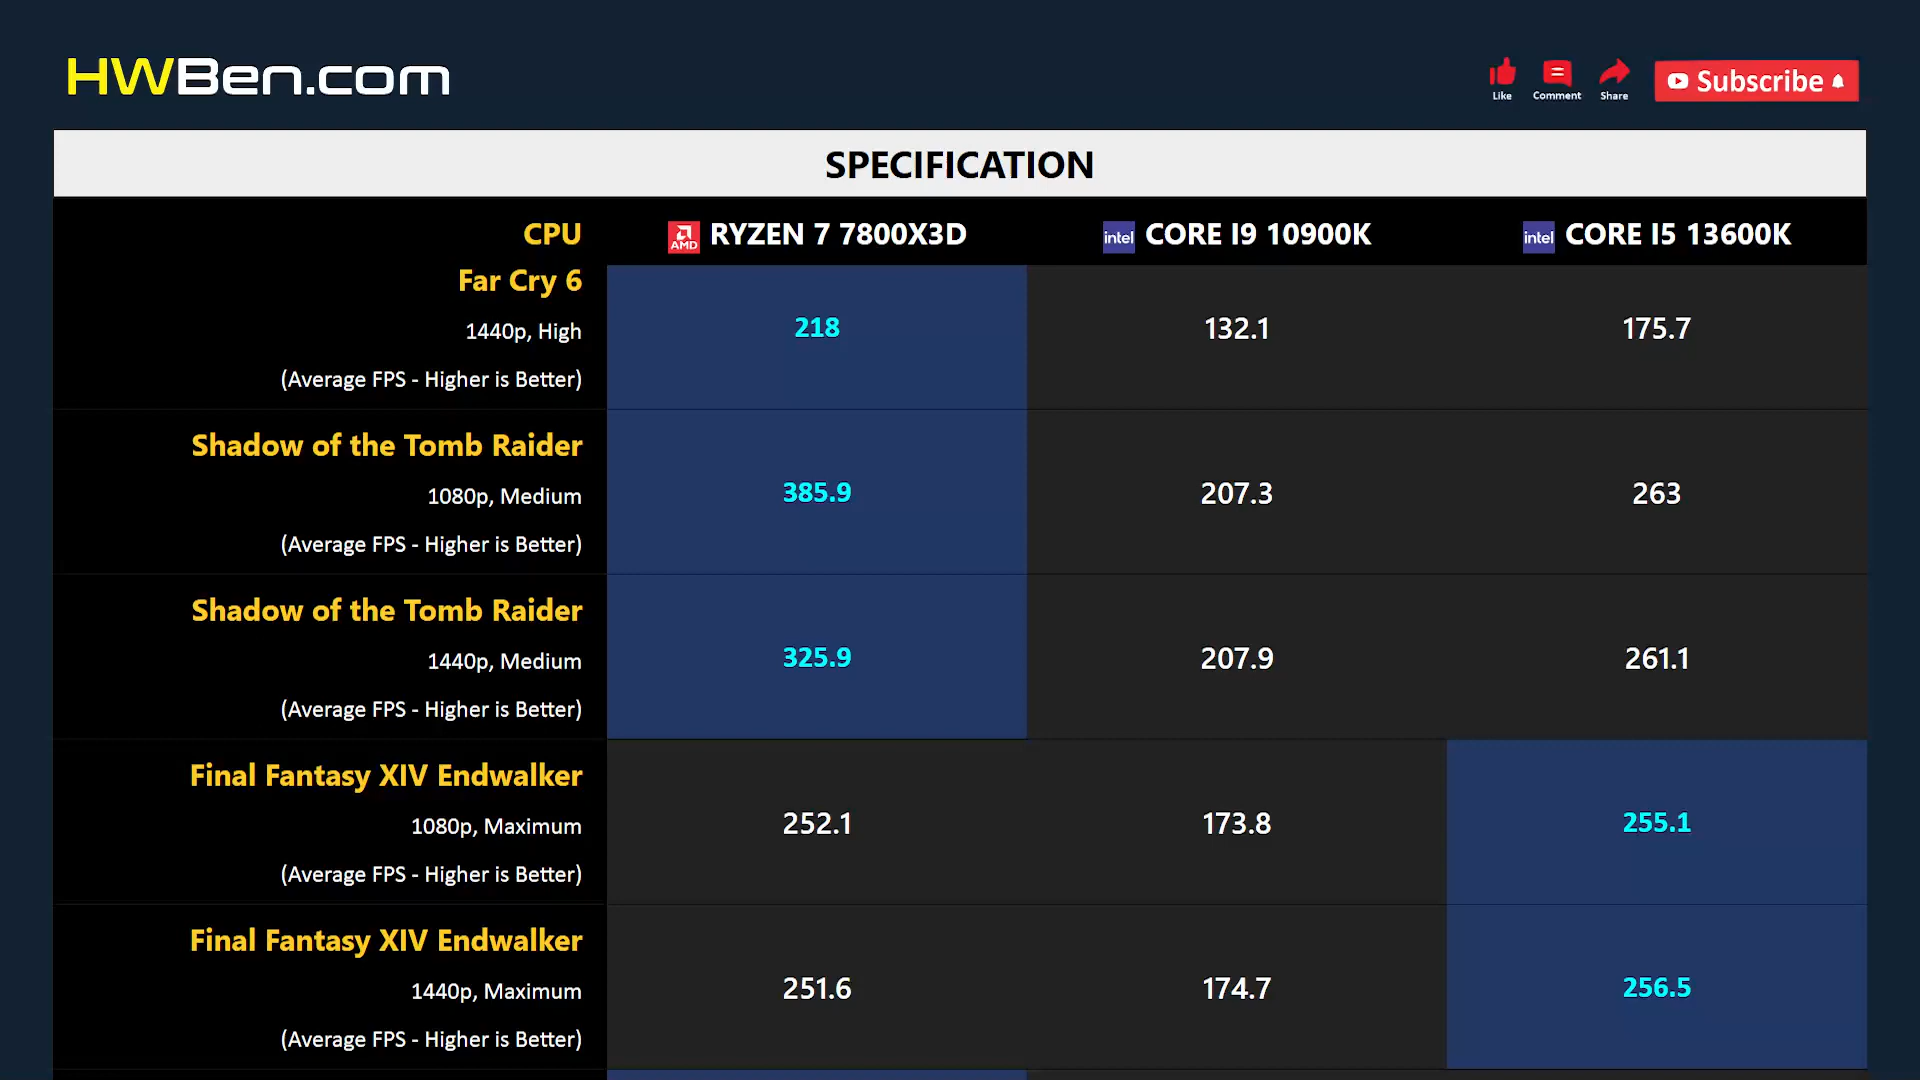 HWBen.com
Like
Comment
Share
Subscribe
SPECIFICATION
CPU
AMD RYZEN 7 7800X3D
intel CORE I9 10900K
intel CORE I5 13600K
Far Cry 6
1440p, High
(Average FPS - Higher is Better)
218
132.1
175.7
Shadow of the Tomb Raider
1080p, Medium
(Average FPS - Higher is Better)
385.9
207.3
263
Shadow of the Tomb Raider
1440p, Medium
(Average FPS - Higher is Better)
325.9
207.9
261.1
Final Fantasy XIV Endwalker
1080p, Maximum
(Average FPS - Higher is Better)
252.1
173.8
255.1
Final Fantasy XIV Endwalker
1440p, Maximum
(Average FPS - Higher is Better)
251.6
174.7
256.5